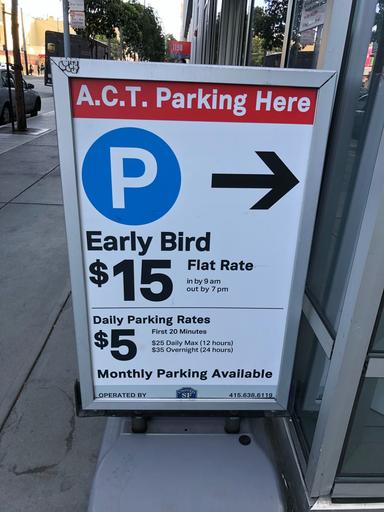 A.C.T. Parking Here
P
Early Bird
$15 Flat Rate
in by 9 am
out by 7 pm
Daily Parking Rates
$5 First 20 Minutes
$25 Daily Max (12 hours)
$35 Overnight (24 hours)
Monthly Parking Available
OPERATED BY
415.638.6119